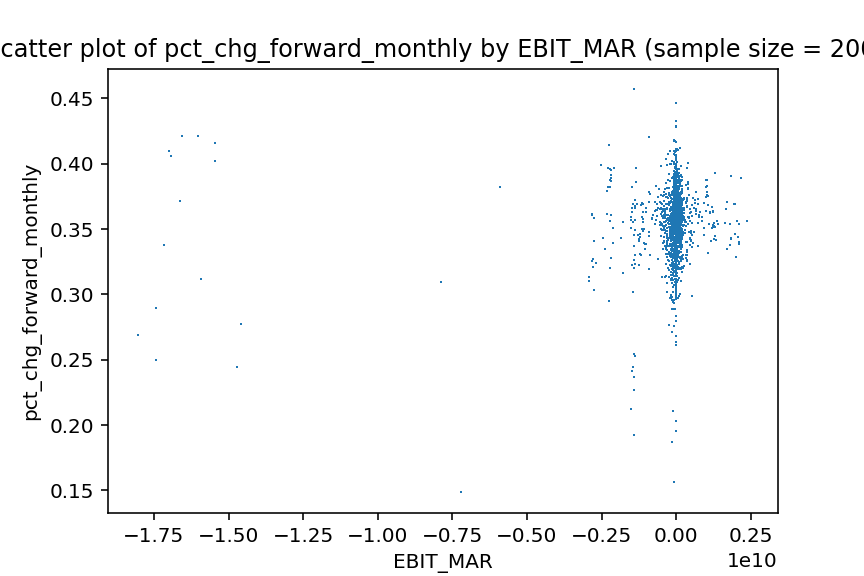 catter plot of pct_chg_forward_monthly by EBIT_MAR (sample size = 200
0.45
0.40
0.35
0.30
0.25
0.20
0.15
pct_chg_forward_monthly
−1.75 −1.50 −1.25 −1.00 −0.75 −0.50 −0.25 0.00 0.25
EBIT_MAR
1e10